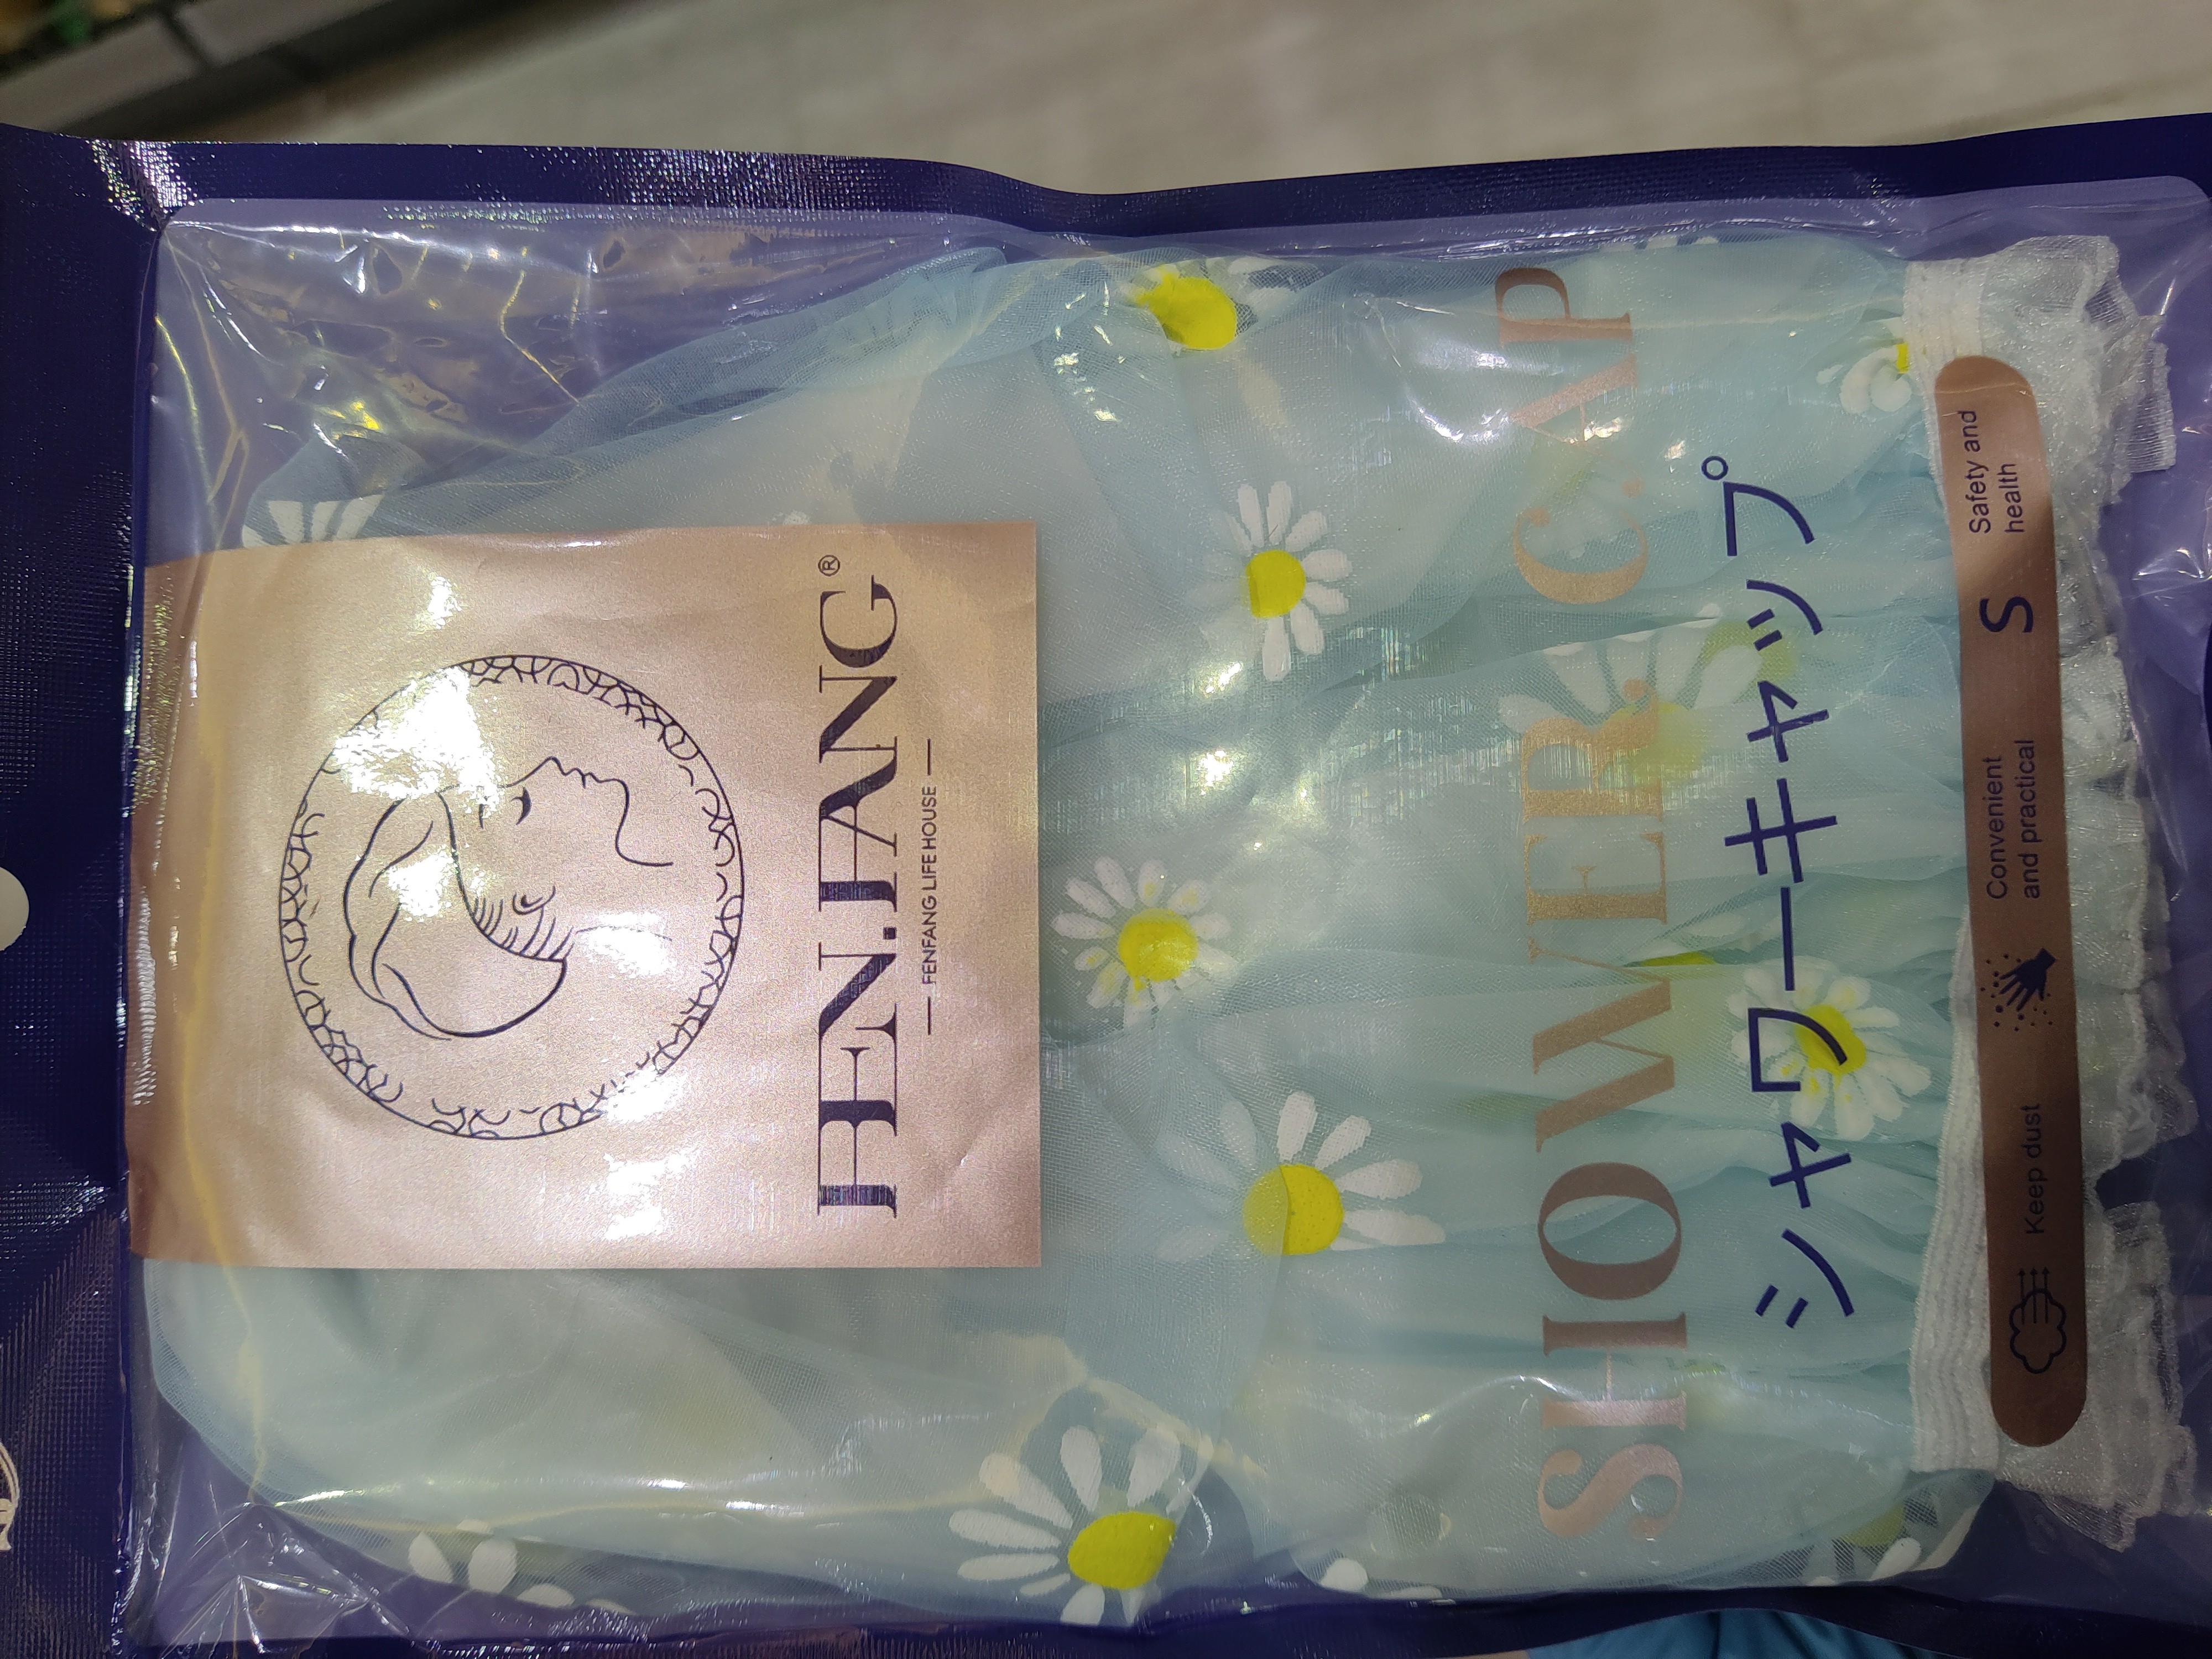 FEN.FANG®
— FENFANG LIFE HOUSE —
SHOWER. CAP
シャワーキャップ
Keep dust
Convenient
and practical
S
Safety and
health